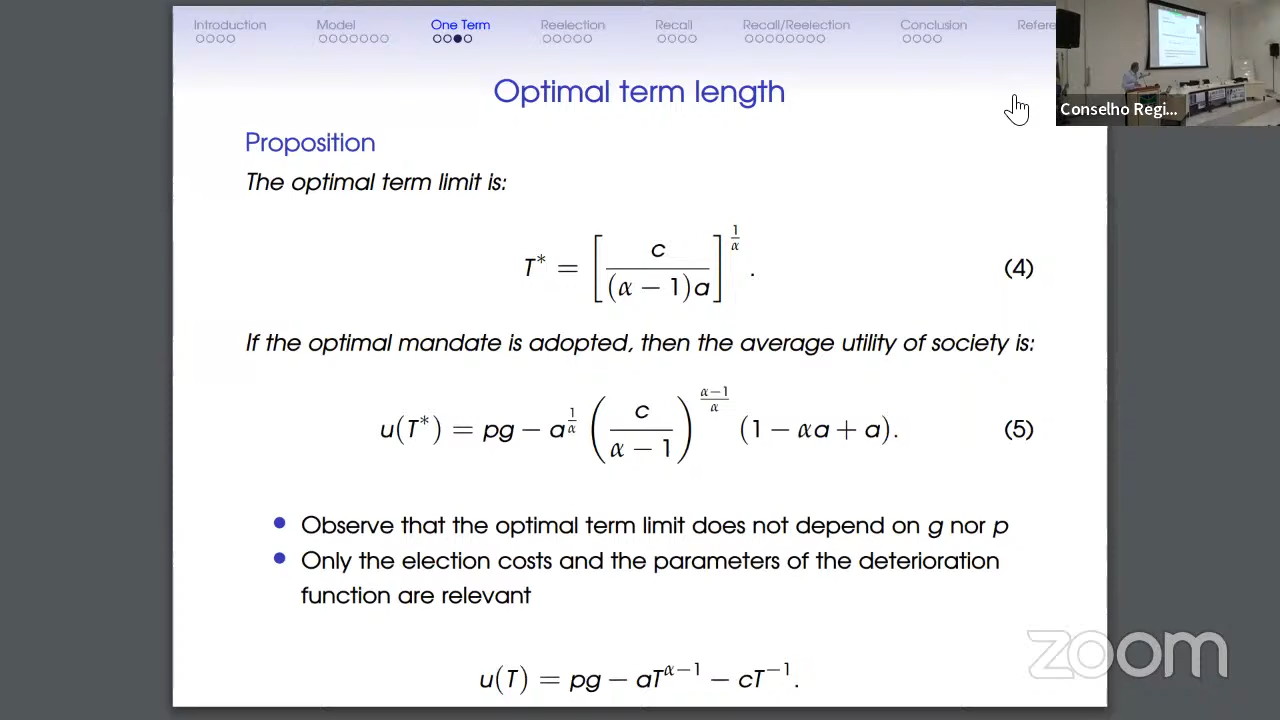 Introduction Model One Term Reelection Recall Recall/Reelection Conclusion Refere
Optimal term length
Conselho Regi...
Proposition
The optimal term limit is:
T* = [ c / (α − 1)a ]^{1/α}. (4)
If the optimal mandate is adopted, then the average utility of society is:
u(T*) = pg − a^{1/α} ( c / (α − 1) )^{(α−1)/α} (1 − αa + a). (5)
• Observe that the optimal term limit does not depend on g nor p
• Only the election costs and the parameters of the deterioration
function are relevant
zoom
u(T) = pg − aT^{α−1} − cT^{−1}.